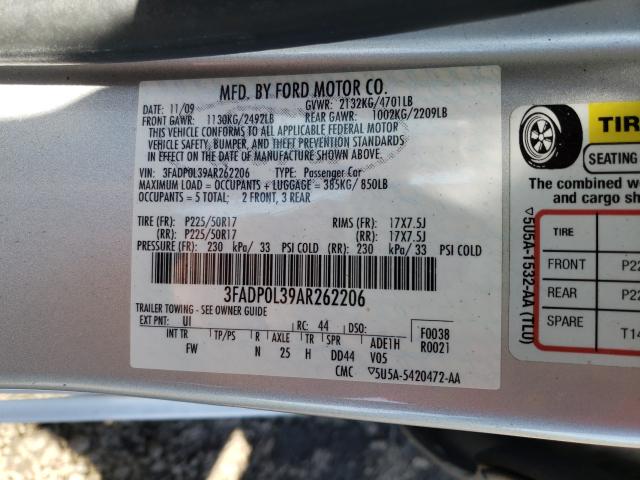 MFD. BY FORD MOTOR CO.
DATE: 11/09 GVWR: 2132KG/4701LB
FRONT GAWR: 1130KG/2492LB REAR GAWR: 1002KG/2209LB
THIS VEHICLE CONFORMS TO ALL APPLICABLE FEDERAL MOTOR
VEHICLE SAFETY, BUMPER, AND THEFT PREVENTION STANDARDS
IN EFFECT ON THE DATE OF MANUFACTURE SHOWN ABOVE.
VIN: 3FADP0L39AR262206 TYPE: Passenger Car
MAXIMUM LOAD = OCCUPANTS + LUGGAGE = 385KG/850LB
OCCUPANTS = 5 TOTAL; 2 FRONT, 3 REAR
TIRE (FR): P225/50R17 RIMS (FR): 17X7.5J
(RR): P225/50R17 (RR): 17X7.5J
PRESSURE (FR): 230 kPa/ 33 PSI COLD (RR): 230 kPa/ 33 PSI COLD
3FADP0L39AR262206
TRAILER TOWING - SEE OWNER GUIDE
EXT PNT: UI RC: 44 DSO: F0038
INT TR TP/PS R AXLE TR SPR ADE1H R0021
FW N 25 H DD44 V05
CMC ▽5U5A-5420472-AA
▽5U5A-1532-AA (TLO)
TIR
SEATING
The combined w
and cargo sh
TIRE
FRONT P22
REAR P22
SPARE T14